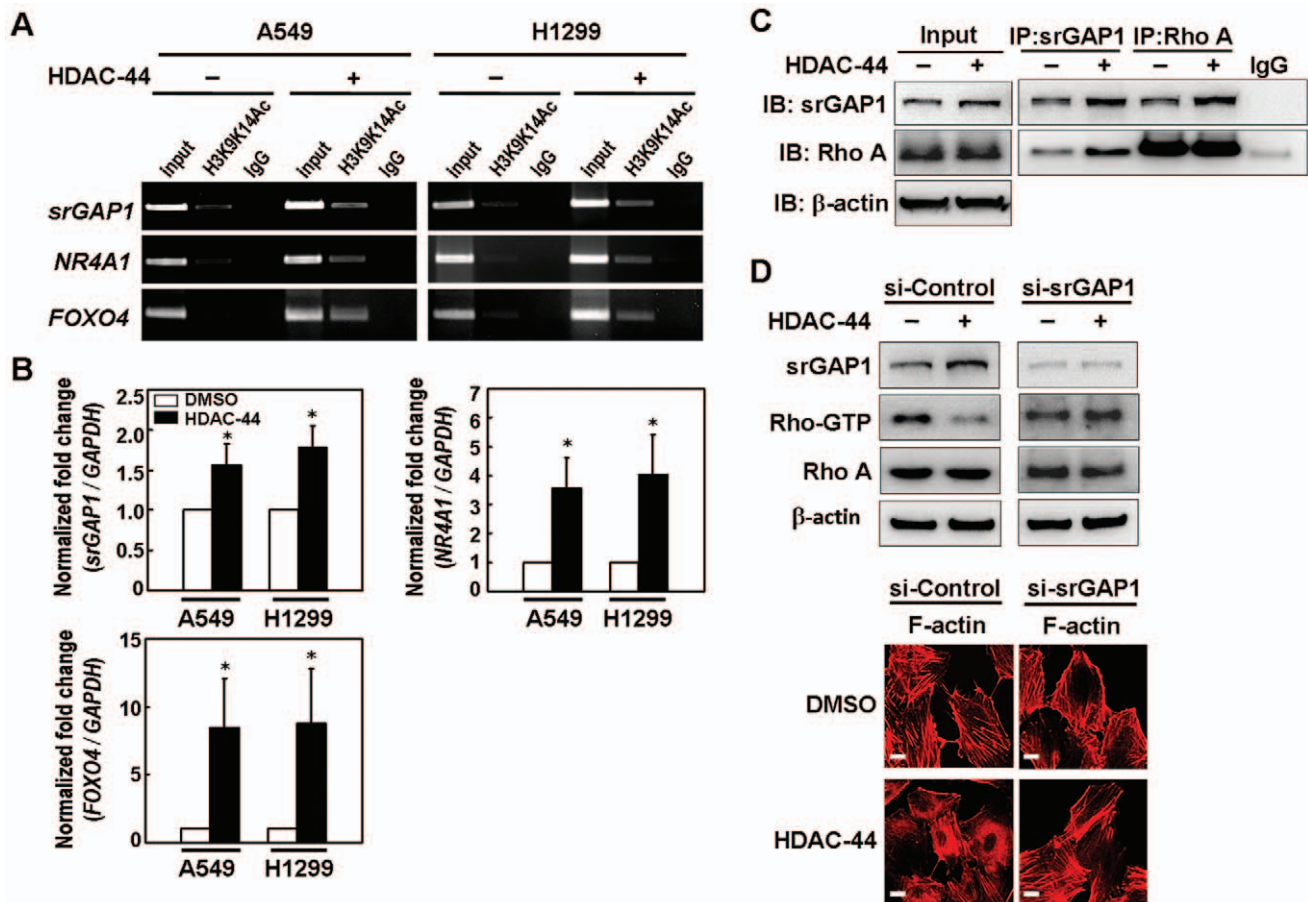 A
A549 H1299
HDAC-44 − + − +
Input H3K9K14Ac IgG Input H3K9K14Ac IgG Input H3K9K14Ac IgG Input H3K9K14Ac IgG
srGAP1
NR4A1
FOXO4
B
Normalized fold change
(srGAP1 / GAPDH)
2.5
2.0
1.5
1.0
0.5
0
DMSO
HDAC-44
* *
A549 H1299
Normalized fold change
(NR4A1 / GAPDH)
7
6
5
4
3
2
1
0
* *
A549 H1299
Normalized fold change
(FOXO4 / GAPDH)
15
10
5
0
* *
A549 H1299
C
Input IP:srGAP1 IP:Rho A
HDAC-44 − + − + − + IgG
IB: srGAP1
IB: Rho A
IB: β-actin
D
si-Control si-srGAP1
HDAC-44 − + − +
srGAP1
Rho-GTP
Rho A
β-actin
si-Control si-srGAP1
F-actin F-actin
DMSO
HDAC-44